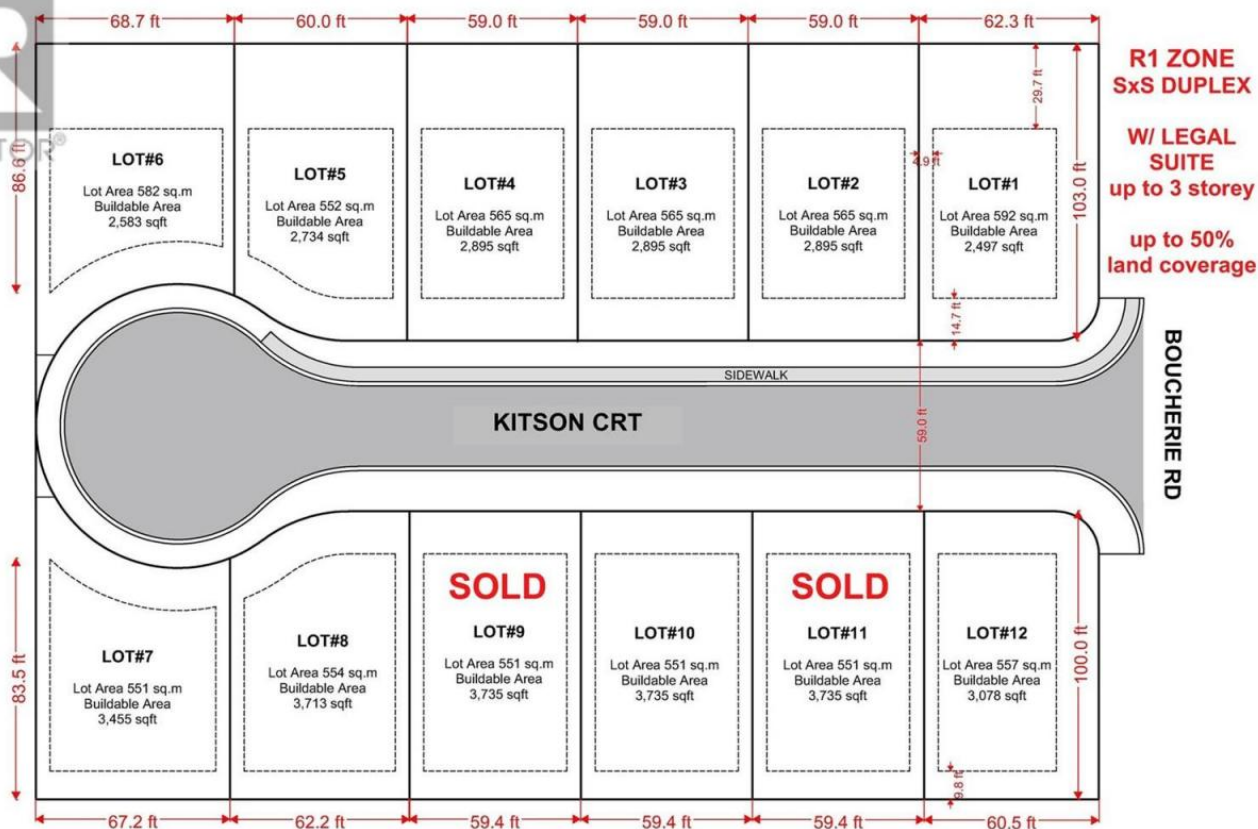 68.7 ft
60.0 ft
59.0 ft
59.0 ft
59.0 ft
62.3 ft
R1 ZONE
SxS DUPLEX
W/ LEGAL
SUITE
up to 3 storey
up to 50%
land coverage
86.6 ft
29.7 ft
4.9 ft
103.0 ft
14.7 ft
LOT#6
Lot Area 582 sq.m
Buildable Area
2,583 sqft
LOT#5
Lot Area 552 sq.m
Buildable Area
2,734 sqft
LOT#4
Lot Area 565 sq.m
Buildable Area
2,895 sqft
LOT#3
Lot Area 565 sq.m
Buildable Area
2,895 sqft
LOT#2
Lot Area 565 sq.m
Buildable Area
2,895 sqft
LOT#1
Lot Area 592 sq.m
Buildable Area
2,497 sqft
SIDEWALK
KITSON CRT
59.0 ft
BOUCHERIE RD
83.5 ft
LOT#7
Lot Area 551 sq.m
Buildable Area
3,455 sqft
LOT#8
Lot Area 554 sq.m
Buildable Area
3,713 sqft
SOLD
LOT#9
Lot Area 551 sq.m
Buildable Area
3,735 sqft
LOT#10
Lot Area 551 sq.m
Buildable Area
3,735 sqft
SOLD
LOT#11
Lot Area 551 sq.m
Buildable Area
3,735 sqft
LOT#12
Lot Area 557 sq.m
Buildable Area
3,078 sqft
100.0 ft
9.8 ft
67.2 ft
62.2 ft
59.4 ft
59.4 ft
59.4 ft
60.5 ft